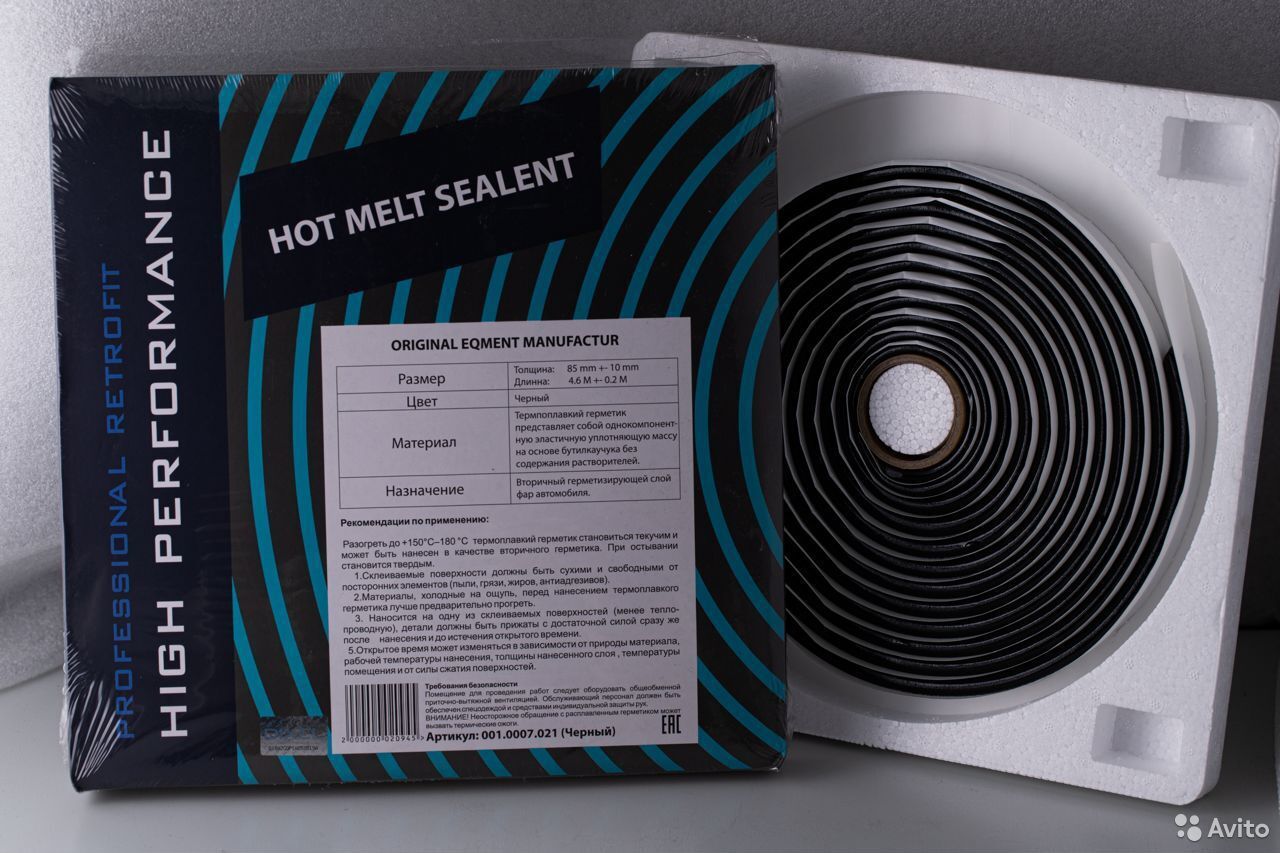 PROFESSIONAL RETROFIT
HIGH PERFORMANCE
HOT MELT SEALENT
ORIGINAL EQMENT MANUFACTUR
Размер
Толщина: 85 mm +- 10 mm
Длинна: 4.6 М +- 0.2 М
Цвет
Черный
Материал
Термпоплавкий герметик
представляет собой однокомпонент-
ную эластичную уплотняющую массу
на основе бутилкаучука без
содержания растворителей.
Назначение
Вторичный герметизирующей слой
фар автомобиля.
Рекомендации по применению:
Разогреть до +150°С–180 °С термоплавкий герметик становиться текучим и
может быть нанесен в качестве вторичного герметика. При остывании
становится твердым.
1.Склеиваемые поверхности должны быть сухими и свободными от
посторонних элементов (пыли, грязи, жиров, антиадгезивов).
2.Материалы, холодные на ощупь, перед нанесением термоплавкого
герметика лучше предварительно прогреть.
3. Наносится на одну из склеиваемых поверхностей (менее тепло-
проводную), детали должны быть прижаты с достаточной силой сразу же
после нанесения и до истечения открытого времени.
5.Открытое время может изменяться в зависимости от природы материала,
рабочей температуры нанесения, толщины нанесенного слоя , температуры
помещения и от силы сжатия поверхностей.
Требования безопасности
Помещение для проведения работ следует оборудовать общеобменной
приточно-вытяжной вентиляцией. Обслуживающий персонал должен быть
обеспечен.спецодеждой и средствами индивидуальной защиты рук.
ВНИМАНИЕ! Неосторожное обращение с расплавленным герметиком может
вызвать термические ожоги.
2 000000 020945 >
Артикул: 001.0007.021 (Черный)
EAC
Avito